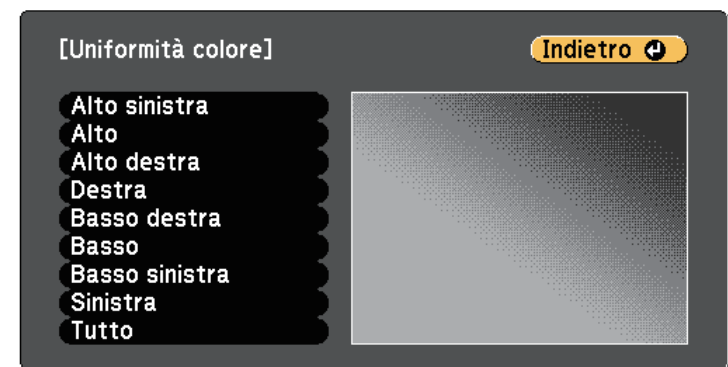 [Uniformità colore]
Indietro
Alto sinistra
Alto
Alto destra
Destra
Basso destra
Basso
Basso sinistra
Sinistra
Tutto